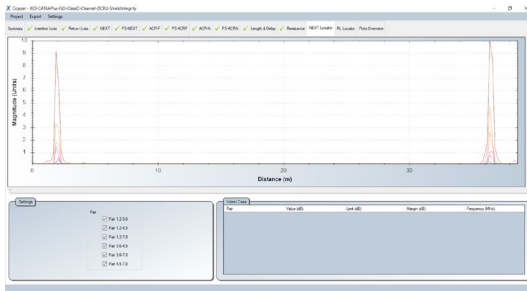 Copper - 020-CAT6APlus-ISO-ClassD-Channel-DCRU-ShieldIntegrity
Project Export Settings
Summary Insertion Loss Return Loss NEXT PS-NEXT ACR-F PS-ACRF ACR-N PS-ACRN Length & Delay Resistance NEXT Locator RL Locator Plots Overview
Magnitude (Units)
10
9
8
7
6
5
4
3
2
1
0 10 20 30
Distance (m)
Settings
Pair
Pair 1,2-3,6
Pair 1,2-4,5
Pair 1,2-7,8
Pair 3,6-4,5
Pair 3,6-7,8
Pair 4,5-7,8
Worst Case
Pair Value (dB) Limit (dB) Margin (dB) Frequency (MHz)